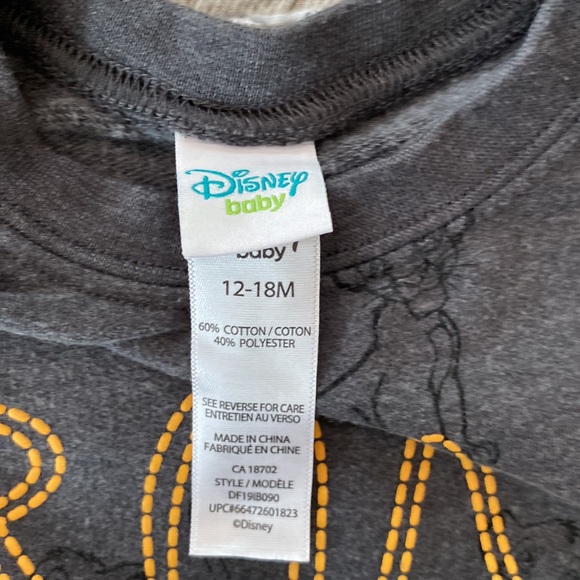 Disney
baby
baby
12-18M
60% COTTON / COTON
40% POLYESTER
SEE REVERSE FOR CARE
ENTRETIEN AU VERSO
MADE IN CHINA
FABRIQUÉ EN CHINE
CA 18702
STYLE / MODÈLE
DF19IB090
UPC#66472601823
©Disney